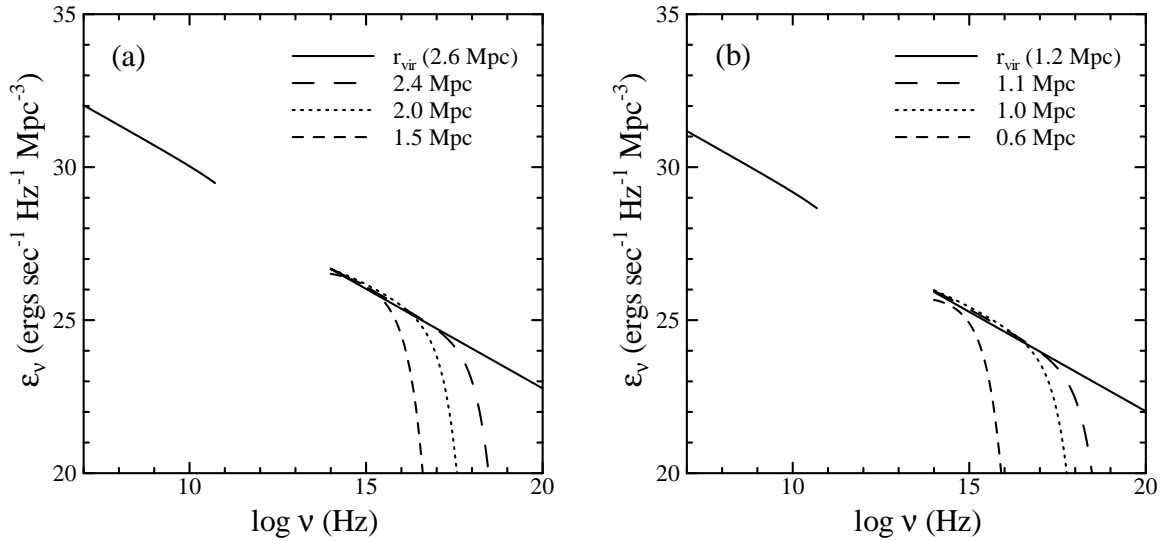 (a)
r_vir (2.6 Mpc)
2.4 Mpc
2.0 Mpc
1.5 Mpc
35
30
25
20
10
15
20
ε_ν (ergs sec⁻¹ Hz⁻¹ Mpc⁻³)
log ν (Hz)
(b)
r_vir (1.2 Mpc)
1.1 Mpc
1.0 Mpc
0.6 Mpc
35
30
25
20
10
15
20
ε_ν (ergs sec⁻¹ Hz⁻¹ Mpc⁻³)
log ν (Hz)